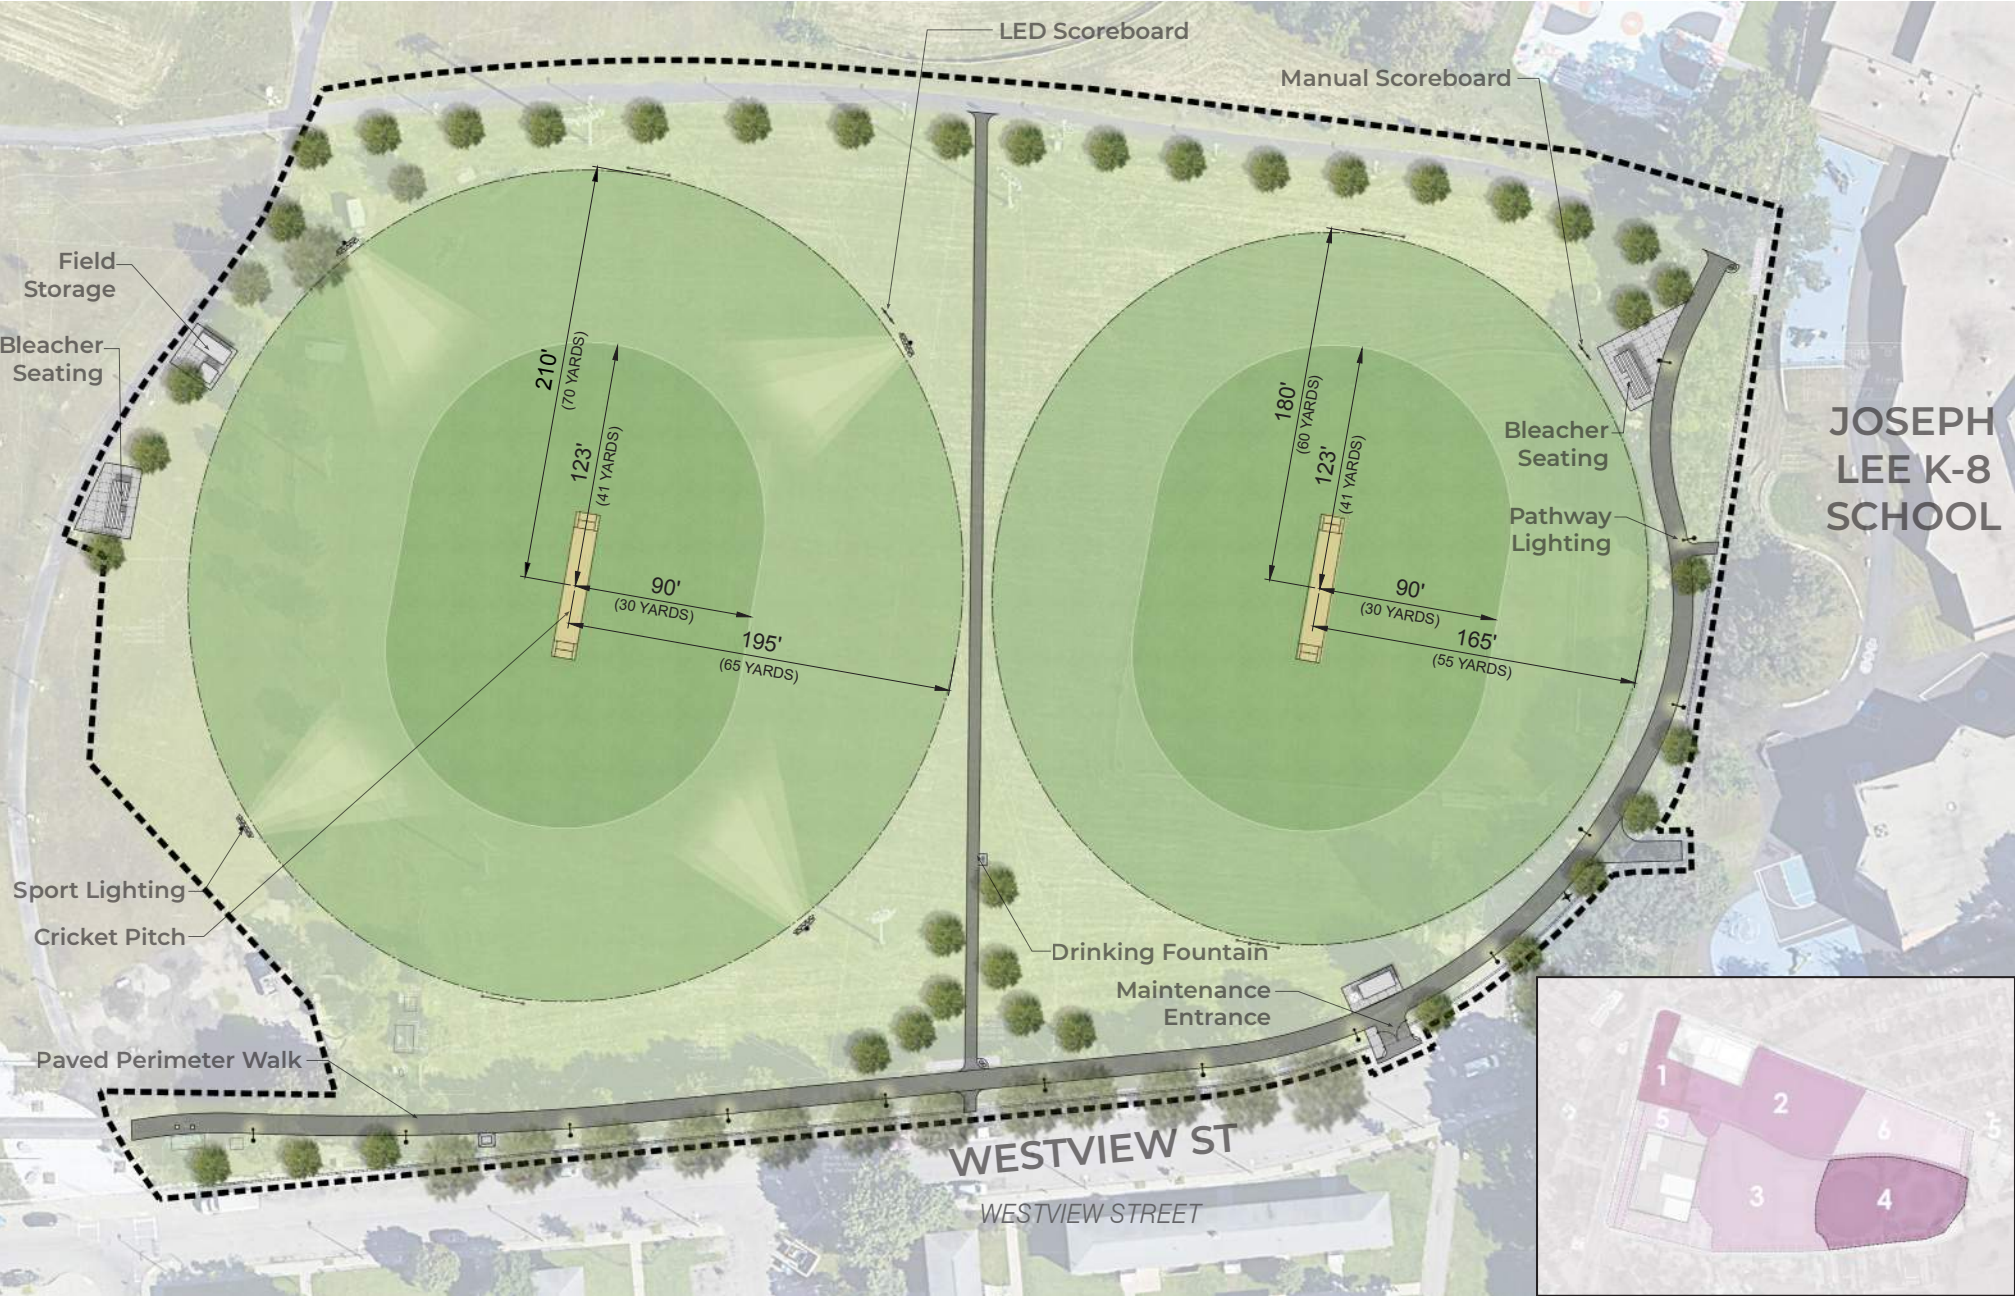 LED Scoreboard
Manual Scoreboard
Field
Storage
Bleacher
Seating
210'
(70 YARDS)
123'
(41 YARDS)
90'
(30 YARDS)
195'
(65 YARDS)
180'
(60 YARDS)
123'
(41 YARDS)
90'
(30 YARDS)
165'
(55 YARDS)
Bleacher
Seating
Pathway
Lighting
JOSEPH
LEE K-8
SCHOOL
Sport Lighting
Cricket Pitch
Drinking Fountain
Maintenance
Entrance
Paved Perimeter Walk
WESTVIEW ST
WESTVIEW STREET
1
2
5
6
5
3
4